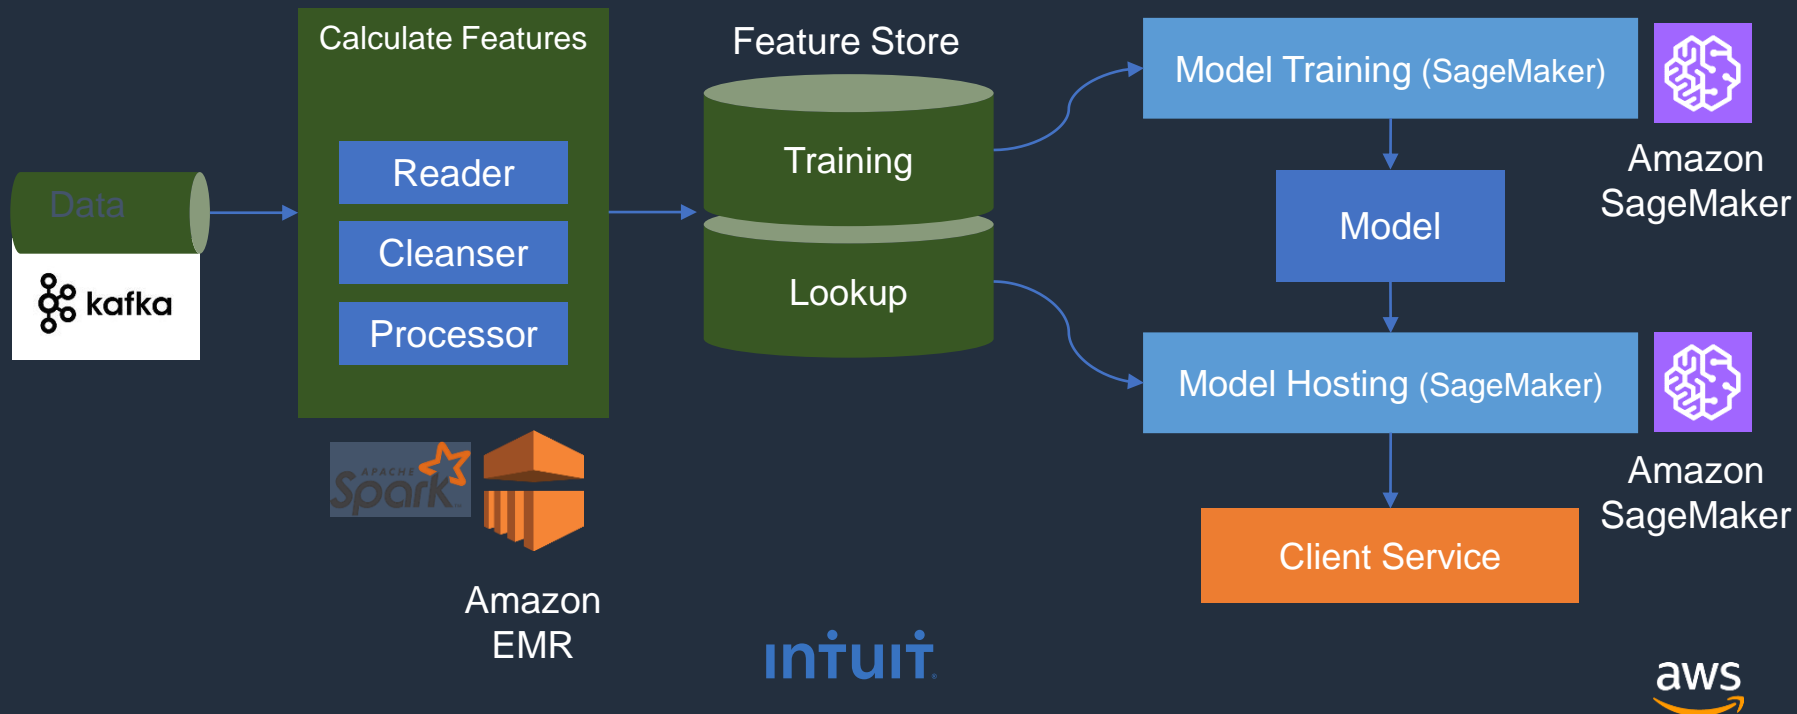 Calculate Features
Reader
Cleanser
Processor
Data
kafka
APACHE
Spark
Amazon
EMR
Feature Store
Training
Lookup
Model Training (SageMaker)
Amazon
SageMaker
Model
Model Hosting (SageMaker)
Amazon
SageMaker
Client Service
intuit
aws